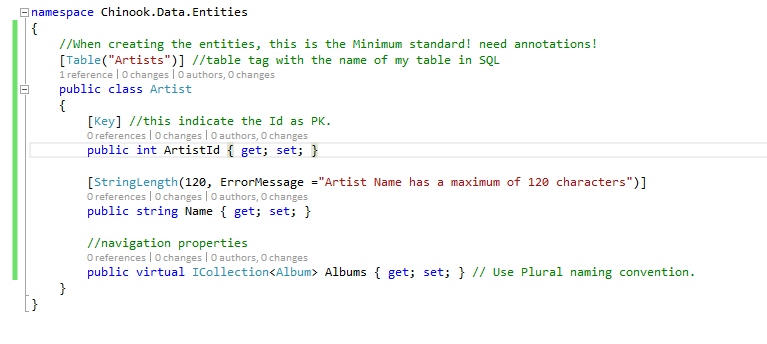 namespace Chinook.Data.Entities
{
//When creating the entities, this is the Minimum standard! need annotations!
[Table("Artists")] //table tag with the name of my table in SQL
1 reference | 0 changes | 0 authors, 0 changes
public class Artist
{
[Key] //this indicate the Id as PK.
0 references | 0 changes | 0 authors, 0 changes
public int ArtistId { get; set; }
[StringLength(120, ErrorMessage ="Artist Name has a maximum of 120 characters")]
0 references | 0 changes | 0 authors, 0 changes
public string Name { get; set; }
//navigation properties
0 references | 0 changes | 0 authors, 0 changes
public virtual ICollection<Album> Albums { get; set; } // Use Plural naming convention.
}
}